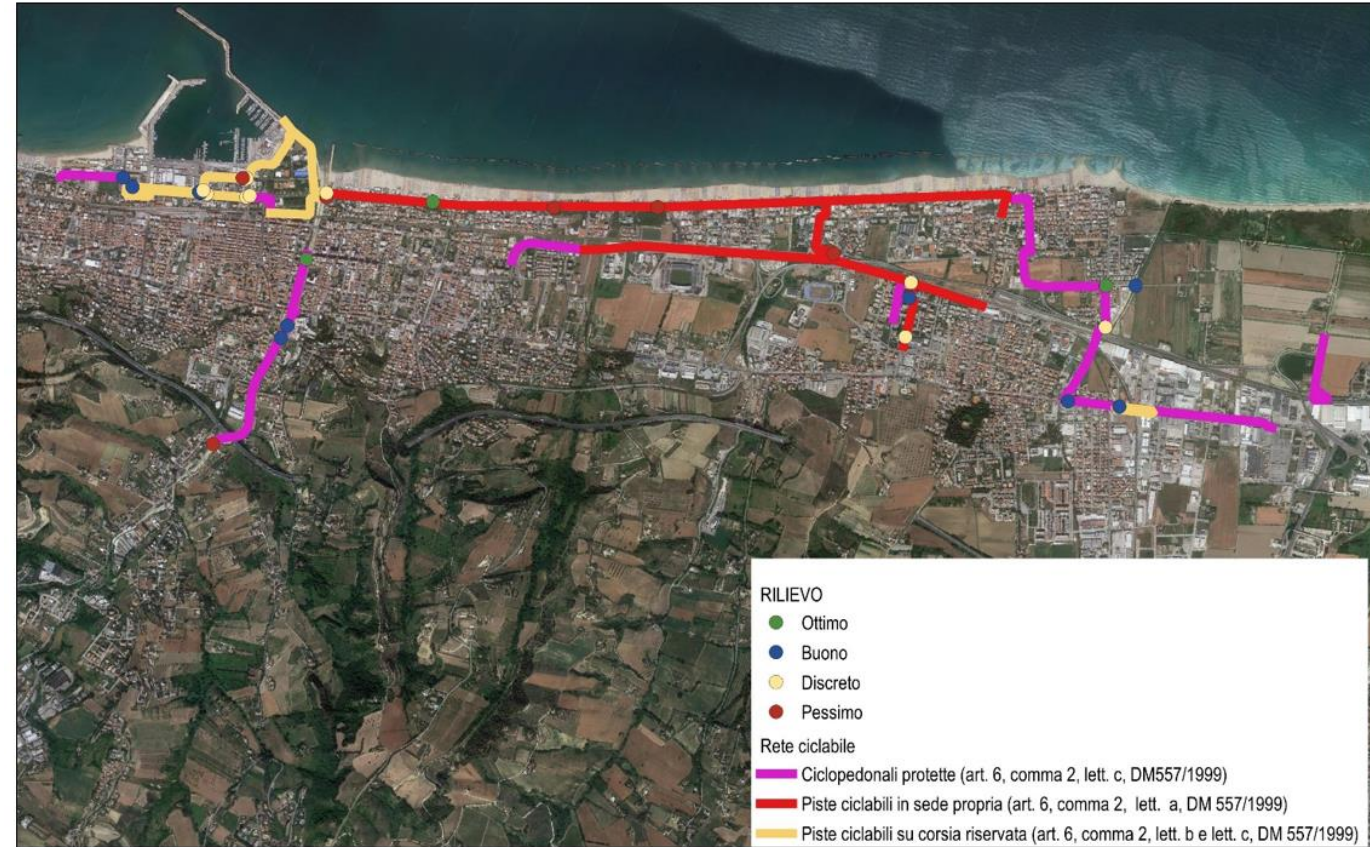 RILIEVO
Ottimo
Buono
Discreto
Pessimo
Rete ciclabile
Ciclopedonali protette (art. 6, comma 2, lett. c, DM557/1999)
Piste ciclabili in sede propria (art. 6, comma 2, lett. a, DM 557/1999)
Piste ciclabili su corsia riservata (art. 6, comma 2, lett. b e lett. c, DM 557/1999)